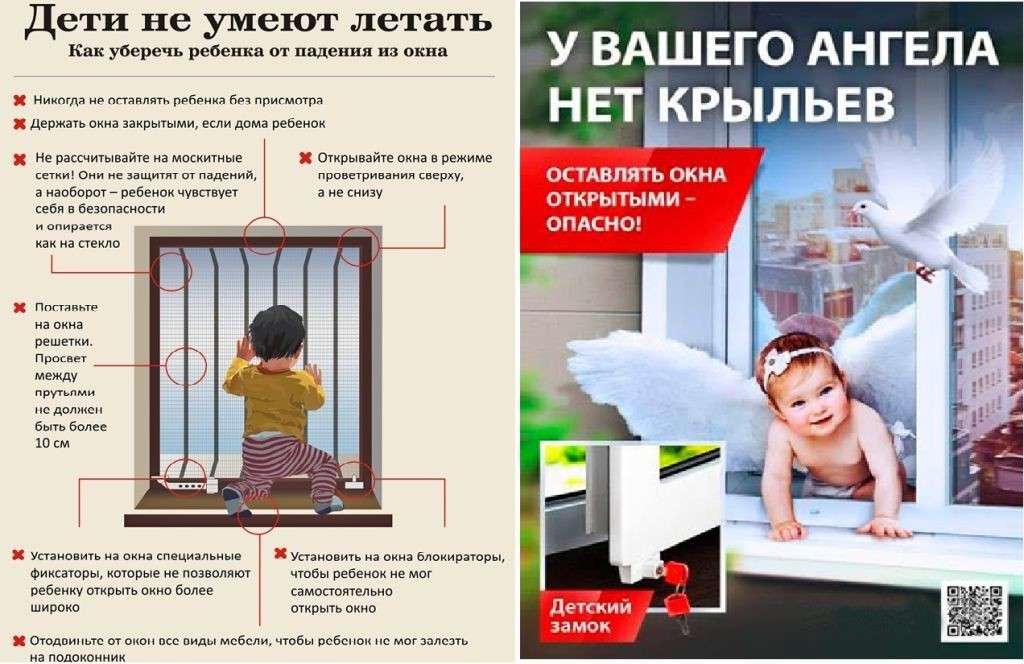 Дети не умеют летать
Как уберечь ребенка от падения из окна
Никогда не оставлять ребенка без присмотра
Держать окна закрытыми, если дома ребенок
Не рассчитывайте на москитные
сетки! Они не защитят от падений,
а наоборот – ребенок чувствует
себя в безопасности
и опирается
как на стекло
Открывайте окна в режиме
проветривания сверху,
а не снизу
Поставьте
на окна
решетки.
Просвет
между
прутьями
не должен
быть более
10 см
Установить на окна специальные
фиксаторы, которые не позволяют
ребенку открыть окно более
широко
Установить на окна блокираторы,
чтобы ребенок не мог
самостоятельно
открыть окно
Отодвиньте от окон все виды мебели, чтобы ребенок не мог залезть
на подоконник
У ВАШЕГО АНГЕЛА
НЕТ КРЫЛЬЕВ
ОСТАВЛЯТЬ ОКНА
ОТКРЫТЫМИ –
ОПАСНО!
Детский
замок